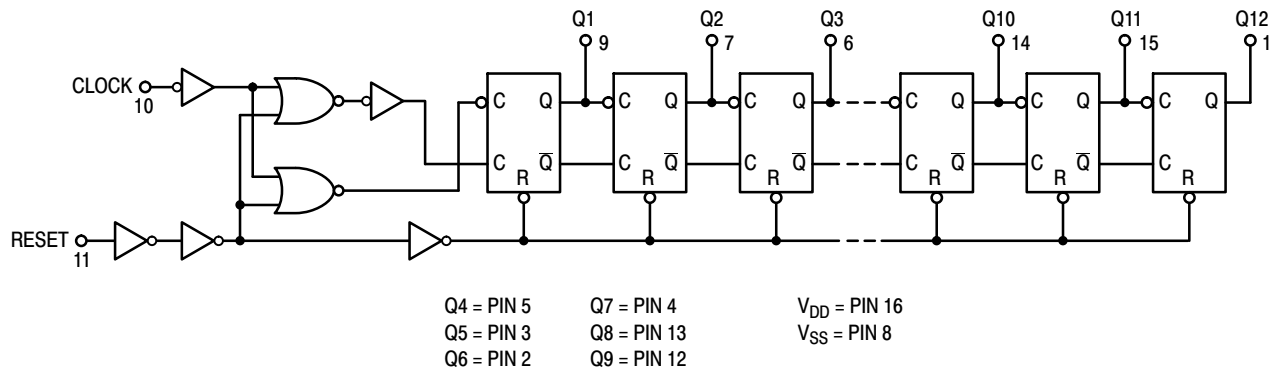 Q1 Q2 Q3 Q10 Q11 Q12
9 7 6 14 15 1
CLOCK
10
C Q C Q C Q C Q C Q C Q
C Q̅ C Q̅ C Q̅ C Q̅ C Q̅ C
R R R R R R
RESET
11
Q4 = PIN 5 Q7 = PIN 4 V_DD = PIN 16
Q5 = PIN 3 Q8 = PIN 13 V_SS = PIN 8
Q6 = PIN 2 Q9 = PIN 12